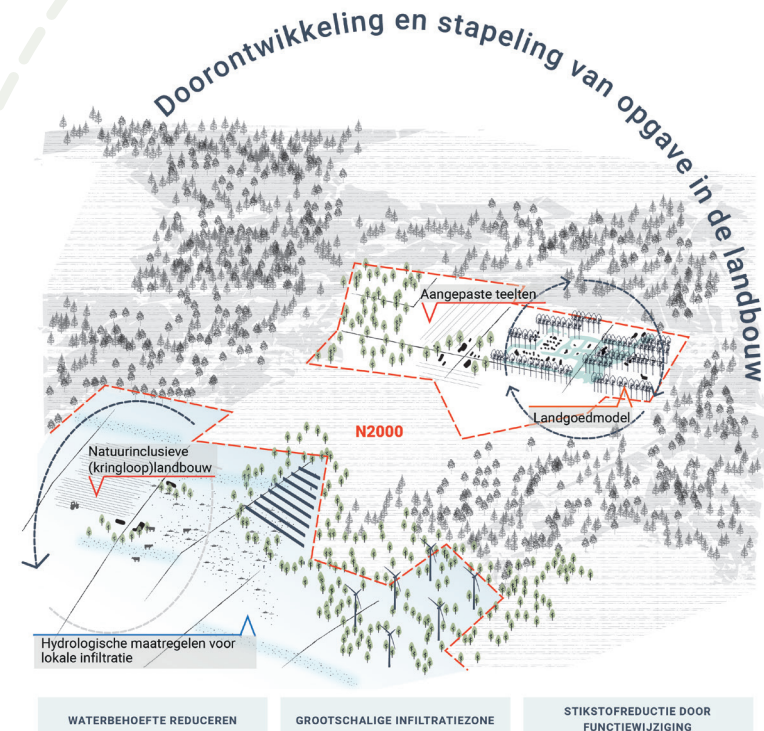 Doorontwikkeling en stapeling van opgave in de landbouw
Aangepaste teelten
Landgoedmodel
N2000
Natuurinclusieve
(kringloop)landbouw
Hydrologische maatregelen voor
lokale infiltratie
WATERBEHOEFTE REDUCEREN
GROOTSCHALIGE INFILTRATIEZONE
STIKSTOFREDUCTIE DOOR
FUNCTIEWIJZIGING